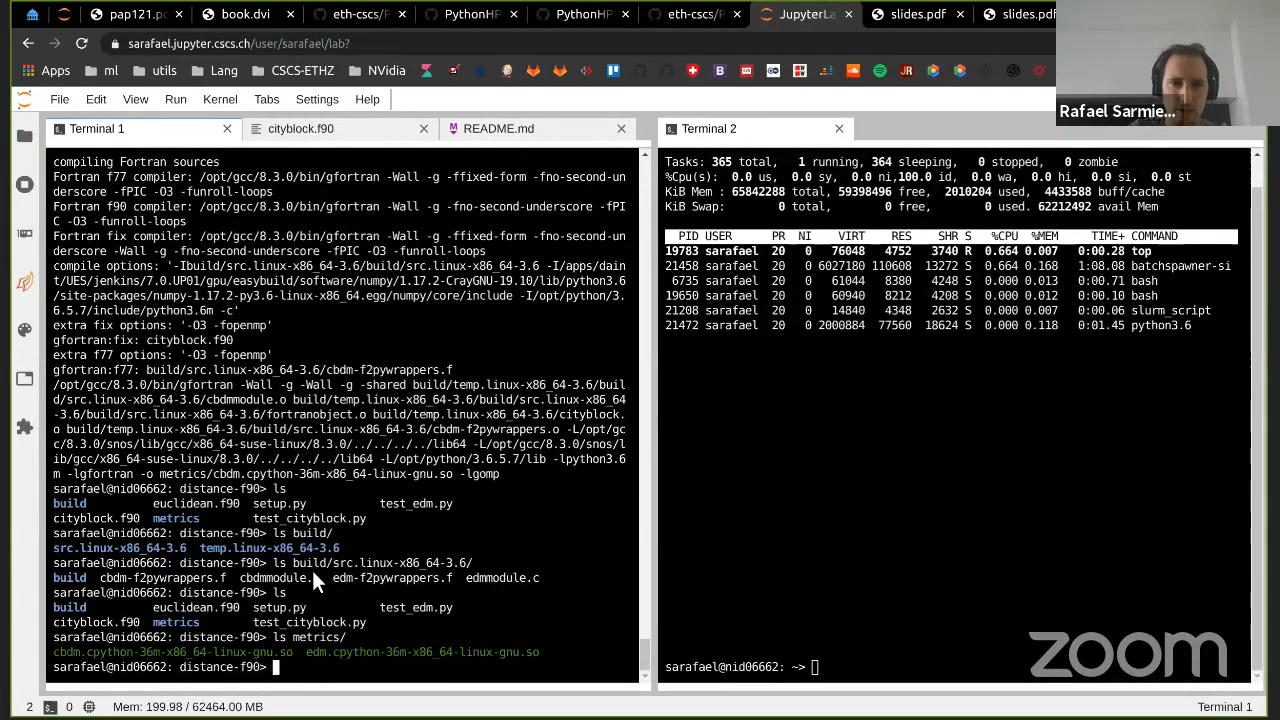 pap121.p
book.dvi
eth-cscs/P
PythonHP
PythonHP
eth-cscs/P
JupyterLa
slides.pdf
slides.pdf
sarafael.jupyter.cscs.ch/user/sarafael/lab?
Apps
ml
utils
Lang
CSCS-ETHZ
NVidia
Rafael Sarmie...
File Edit View Run Kernel Tabs Settings Help
Terminal 1
cityblock.f90
README.md
compiling Fortran sources
Fortran f77 compiler: /opt/gcc/8.3.0/bin/gfortran -Wall -g -ffixed-form -fno-second-un
derscore -fPIC -O3 -funroll-loops
Fortran f90 compiler: /opt/gcc/8.3.0/bin/gfortran -Wall -g -fno-second-underscore -fPI
C -O3 -funroll-loops
Fortran fix compiler: /opt/gcc/8.3.0/bin/gfortran -Wall -g -ffixed-form -fno-second-un
derscore -Wall -g -fno-second-underscore -fPIC -O3 -funroll-loops
compile options: '-Ibuild/src.linux-x86_64-3.6/build/src.linux-x86_64-3.6 -I/apps/dain
t/UES/jenkins/7.0.UP01/gpu/easybuild/software/numpy/1.17.2-CrayGNU-19.10/lib/python3.6
/site-packages/numpy-1.17.2-py3.6-linux-x86_64.egg/numpy/core/include -I/opt/python/3.
6.5.7/include/python3.6m -c'
extra fix options: '-O3 -fopenmp'
gfortran:fix: cityblock.f90
extra f77 options: '-O3 -fopenmp'
gfortran:f77: build/src.linux-x86_64-3.6/cbdm-f2pywrappers.f
/opt/gcc/8.3.0/bin/gfortran -Wall -g -Wall -g -shared build/temp.linux-x86_64-3.6/buil
d/src.linux-x86_64-3.6/cbdmmodule.o build/temp.linux-x86_64-3.6/build/src.linux-x86_64
-3.6/build/src.linux-x86_64-3.6/fortranobject.o build/temp.linux-x86_64-3.6/cityblock.
o build/temp.linux-x86_64-3.6/build/src.linux-x86_64-3.6/cbdm-f2pywrappers.o -L/opt/gc
c/8.3.0/snos/lib/gcc/x86_64-suse-linux/8.3.0/../../../../lib64 -L/opt/gcc/8.3.0/snos/l
ib/gcc/x86_64-suse-linux/8.3.0/../../../../lib64 -L/opt/python/3.6.5.7/lib -lpython3.6
m -lgfortran -o metrics/cbdm.cpython-36m-x86_64-linux-gnu.so -lgomp
sarafael@nid06662: distance-f90> ls
build euclidean.f90 setup.py test_edm.py
cityblock.f90 metrics test_cityblock.py
sarafael@nid06662: distance-f90> ls build/
src.linux-x86_64-3.6 temp.linux-x86_64-3.6
sarafael@nid06662: distance-f90> ls build/src.linux-x86_64-3.6/
build cbdm-f2pywrappers.f cbdmmodule. edm-f2pywrappers.f edmmodule.c
sarafael@nid06662: distance-f90> ls
build euclidean.f90 setup.py test_edm.py
cityblock.f90 metrics test_cityblock.py
sarafael@nid06662: distance-f90> ls metrics/
cbdm.cpython-36m-x86_64-linux-gnu.so edm.cpython-36m-x86_64-linux-gnu.so
sarafael@nid06662: distance-f90>
Terminal 2
Tasks: 365 total, 1 running, 364 sleeping, 0 stopped, 0 zombie
%Cpu(s): 0.0 us, 0.0 sy, 0.0 ni,100.0 id, 0.0 wa, 0.0 hi, 0.0 si, 0.0 st
KiB Mem : 65842288 total, 59398496 free, 2010204 used, 4433588 buff/cache
KiB Swap: 0 total, 0 free, 0 used. 62212492 avail Mem
PID USER PR NI VIRT RES SHR S %CPU %MEM TIME+ COMMAND
19783 sarafael 20 0 76048 4752 3740 R 0.664 0.007 0:00.28 top
21458 sarafael 20 0 6027180 110608 13272 S 0.664 0.168 1:08.08 batchspawner-si
6735 sarafael 20 0 61044 8380 4248 S 0.000 0.013 0:00.71 bash
19650 sarafael 20 0 60940 8212 4208 S 0.000 0.012 0:00.10 bash
21208 sarafael 20 0 14840 4348 2632 S 0.000 0.007 0:00.06 slurm_script
21472 sarafael 20 0 2000884 77560 18624 S 0.000 0.118 0:01.45 python3.6
sarafael@nid06662: ~>
zoom
2 0 Mem: 199.98 / 62464.00 MB
Terminal 1